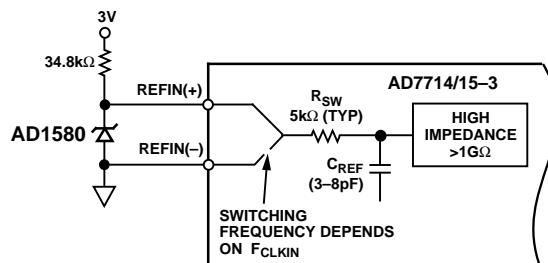 3V
34.8kΩ
AD7714/15–3
REFIN(+)
RSW
5kΩ (TYP)
HIGH
IMPEDANCE
>1GΩ
AD1580
REFIN(–)
CREF
(3–8pF)
SWITCHING
FREQUENCY DEPENDS
ON FCLKIN